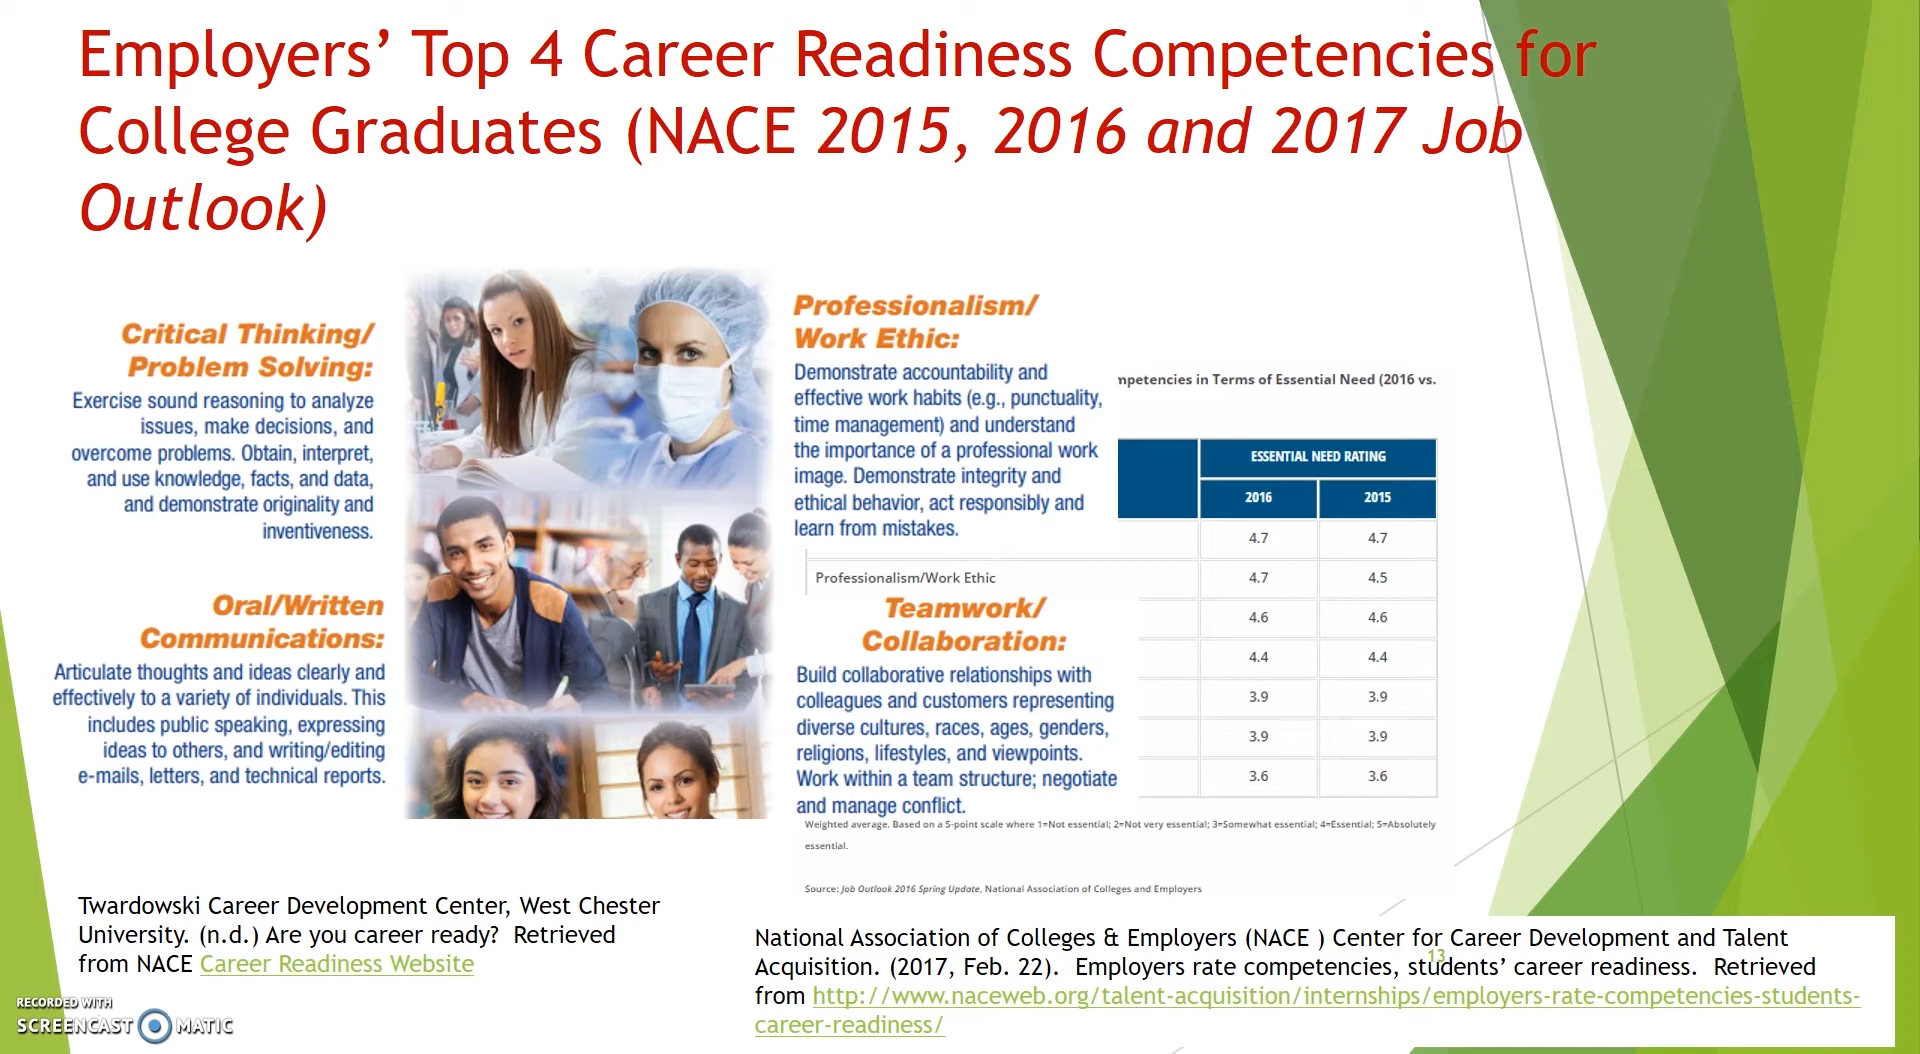 Employers’ Top 4 Career Readiness Competencies for
College Graduates (NACE 2015, 2016 and 2017 Job
Outlook)
Critical Thinking/
Problem Solving:
Exercise sound reasoning to analyze
issues, make decisions, and
overcome problems. Obtain, interpret,
and use knowledge, facts, and data,
and demonstrate originality and
inventiveness.
Oral/Written
Communications:
Articulate thoughts and ideas clearly and
effectively to a variety of individuals. This
includes public speaking, expressing
ideas to others, and writing/editing
e-mails, letters, and technical reports.
Professionalism/
Work Ethic:
Demonstrate accountability and
effective work habits (e.g., punctuality,
time management) and understand
the importance of a professional work
image. Demonstrate integrity and
ethical behavior, act responsibly and
learn from mistakes.
Teamwork/
Collaboration:
Build collaborative relationships with
colleagues and customers representing
diverse cultures, races, ages, genders,
religions, lifestyles, and viewpoints.
Work within a team structure; negotiate
and manage conflict.
in Terms of Essential Need (2016 vs.
ESSENTIAL NEED RATING
2016 2015
4.7 4.7
Professionalism/Work Ethic 4.7 4.5
4.6 4.6
4.4 4.4
3.9 3.9
3.9 3.9
3.6 3.6
Weighted average. Based on a 5-point scale where 1=Not essential; 2=Not very essential; 3=Somewhat essential; 4=Essential; 5=Absolutely
essential.
Source: Job Outlook 2016 Spring Update, National Association of Colleges and Employers
Twardowski Career Development Center, West Chester
University. (n.d.) Are you career ready? Retrieved
from NACE Career Readiness Website
National Association of Colleges & Employers (NACE ) Center for Career Development and Talent
Acquisition. (2017, Feb. 22). Employers rate competencies, students’ career readiness. Retrieved
from http://www.naceweb.org/talent-acquisition/internships/employers-rate-competencies-students-
career-readiness/
13
RECORDED WITH
SCREENCAST MATIC